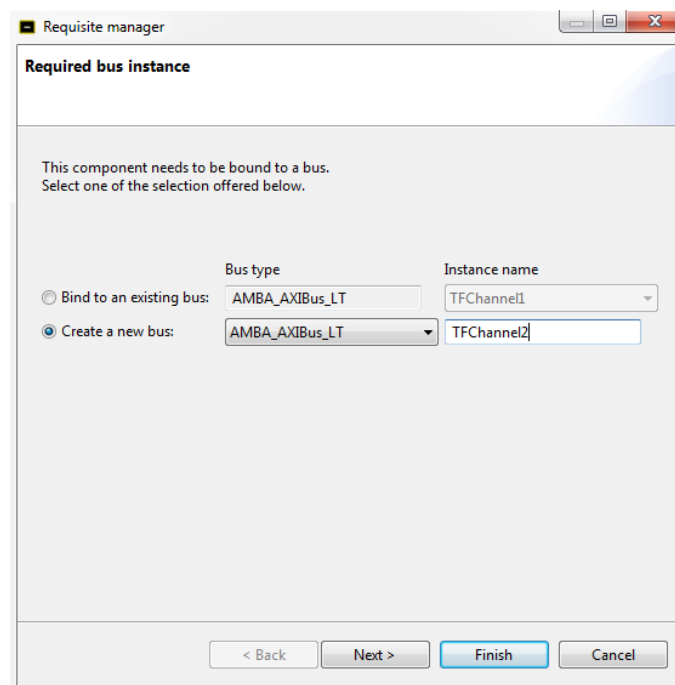 Requisite manager
Required bus instance
This component needs to be bound to a bus.
Select one of the selection offered below.
Bus type Instance name
Bind to an existing bus: AMBA_AXIBus_LT TFChannel1
Create a new bus: AMBA_AXIBus_LT TFChannel2
< Back Next > Finish Cancel